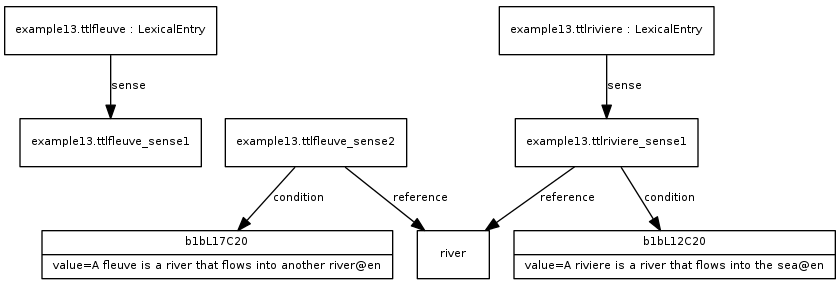 example13.ttlfleuve : LexicalEntry
example13.ttlriviere : LexicalEntry
sense
sense
example13.ttlfleuve_sense1
example13.ttlfleuve_sense2
example13.ttlriviere_sense1
condition
reference
reference
condition
b1bL17C20
value=A fleuve is a river that flows into another river@en
river
b1bL12C20
value=A riviere is a river that flows into the sea@en